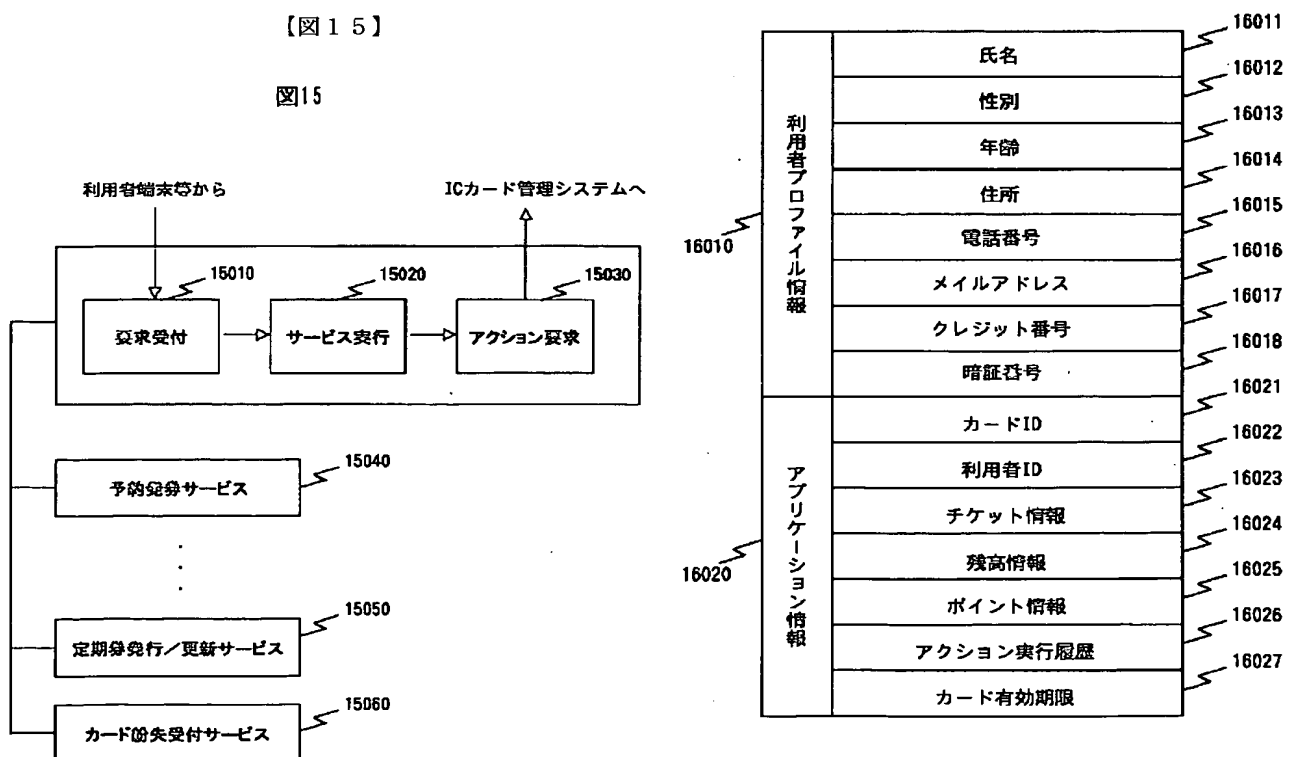 【図１５】
図15
利用者端末等から
ICカード管理システムへ
15010
15020
15030
要求受付
サービス実行
アクション要求
15040
予約発券サービス
15050
定期券発行／更新サービス
15060
カード紛失受付サービス
16010
利用者プロファイル情報
氏名
16011
性別
16012
年齢
16013
住所
16014
電話番号
16015
メイルアドレス
16016
クレジット番号
16017
暗証番号
16018
16020
アプリケーション情報
カードID
16021
利用者ID
16022
チケット情報
16023
残高情報
16024
ポイント情報
16025
アクション実行履歴
16026
カード有効期限
16027